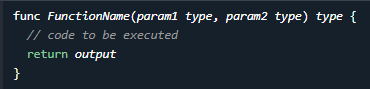 func FunctionName(param1 type, param2 type) type {
  // code to be executed
  return output
}